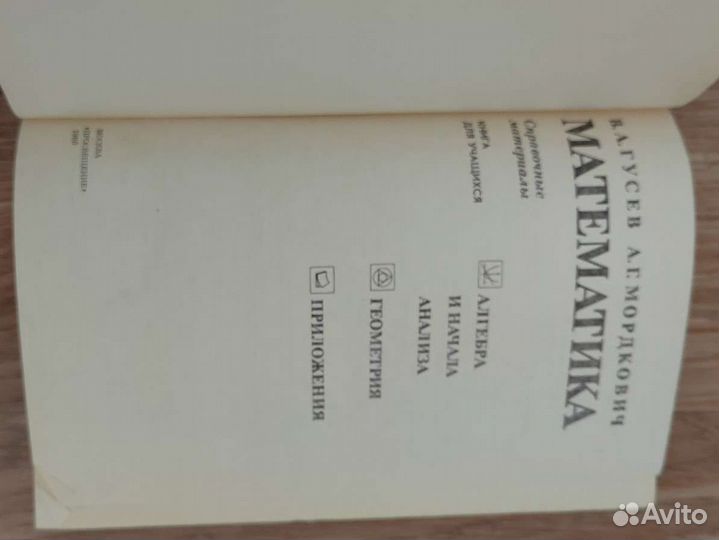 В. А. ГУСЕВ А. Г. МОРДКОВИЧ
МАТЕМАТИКА
Справочные
материалы
КНИГА
ДЛЯ УЧАЩИХСЯ
АЛГЕБРА
И НАЧАЛА
АНАЛИЗА
ГЕОМЕТРИЯ
ПРИЛОЖЕНИЯ
МОСКВА
«ПРОСВЕЩЕНИЕ»
Avito